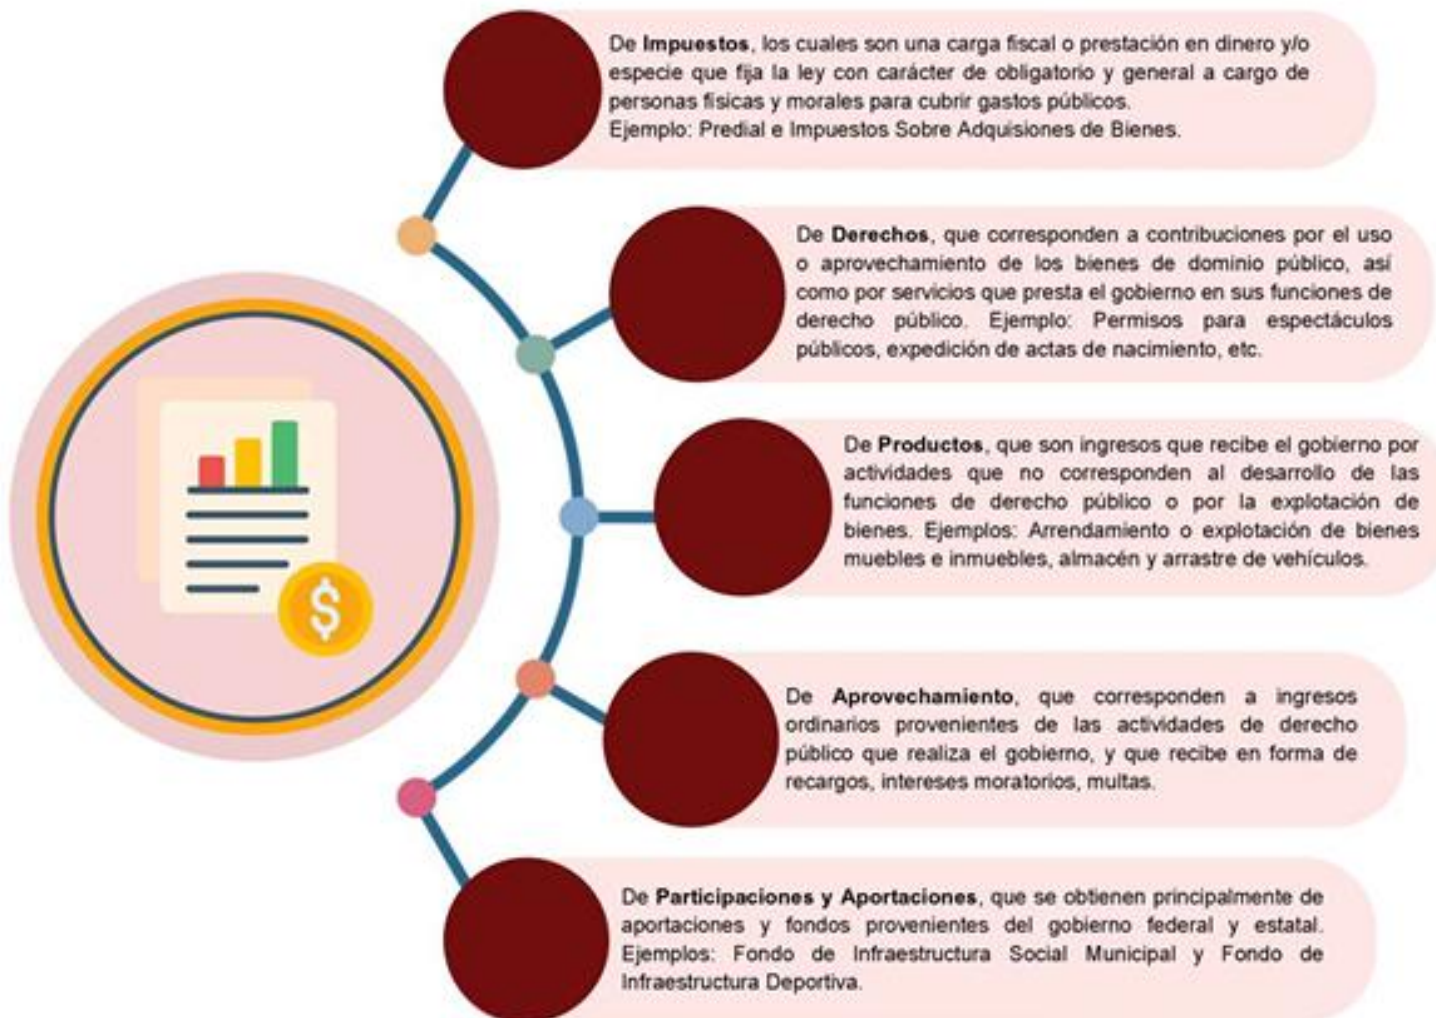 De Impuestos, los cuales son una carga fiscal o prestación en dinero y/o
especie que fija la ley con carácter de obligatorio y general a cargo de
personas físicas y morales para cubrir gastos públicos.
Ejemplo: Predial e Impuestos Sobre Adquisiones de Bienes.
De Derechos, que corresponden a contribuciones por el uso
o aprovechamiento de los bienes de dominio público, así
como por servicios que presta el gobierno en sus funciones de
derecho público. Ejemplo: Permisos para espectáculos
públicos, expedición de actas de nacimiento, etc.
De Productos, que son ingresos que recibe el gobierno por
actividades que no corresponden al desarrollo de las
funciones de derecho público o por la explotación de
bienes. Ejemplos: Arrendamiento o explotación de bienes
muebles e inmuebles, almacén y arrastre de vehículos.
$
De Aprovechamiento, que corresponden a ingresos
ordinarios provenientes de las actividades de derecho
público que realiza el gobierno, y que recibe en forma de
recargos, intereses moratorios, multas.
De Participaciones y Aportaciones, que se obtienen principalmente de
aportaciones y fondos provenientes del gobierno federal y estatal.
Ejemplos: Fondo de Infraestructura Social Municipal y Fondo de
Infraestructura Deportiva.